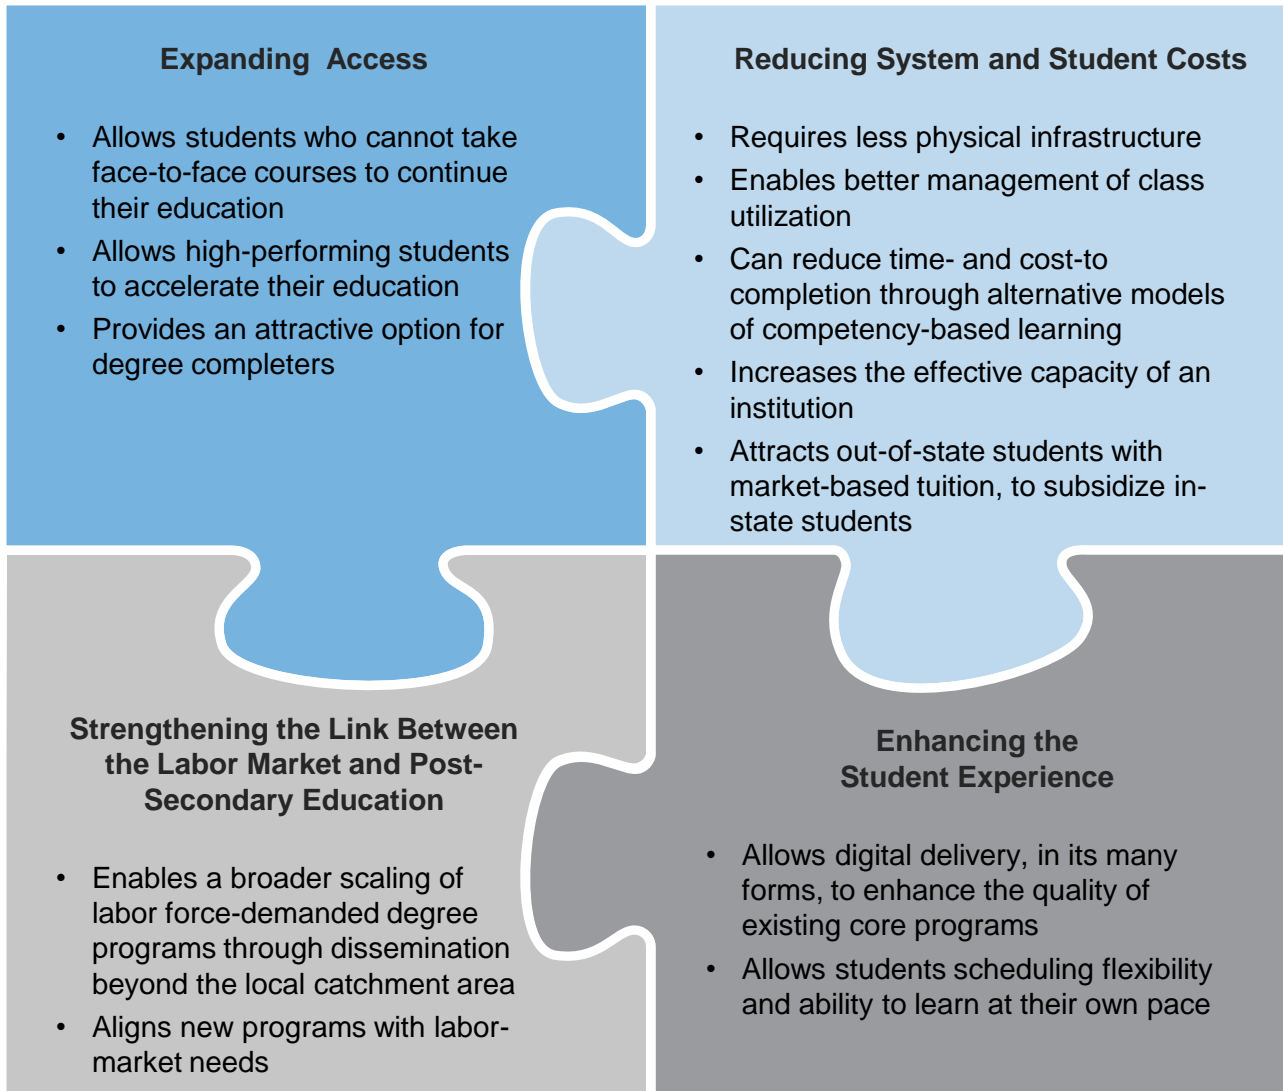 Expanding  Access
• Allows students who cannot take
face-to-face courses to continue
their education
• Allows high-performing students
to accelerate their education
• Provides an attractive option for
degree completers
Reducing System and Student Costs
• Requires less physical infrastructure
• Enables better management of class
utilization
• Can reduce time- and cost-to
completion through alternative models
of competency-based learning
• Increases the effective capacity of an
institution
• Attracts out-of-state students with
market-based tuition, to subsidize in-
state students
Strengthening the Link Between
the Labor Market and Post-
Secondary Education
• Enables a broader scaling of
labor force-demanded degree
programs through dissemination
beyond the local catchment area
• Aligns new programs with labor-
market needs
Enhancing the
Student Experience
• Allows digital delivery, in its many
forms, to enhance the quality of
existing core programs
• Allows students scheduling flexibility
and ability to learn at their own pace